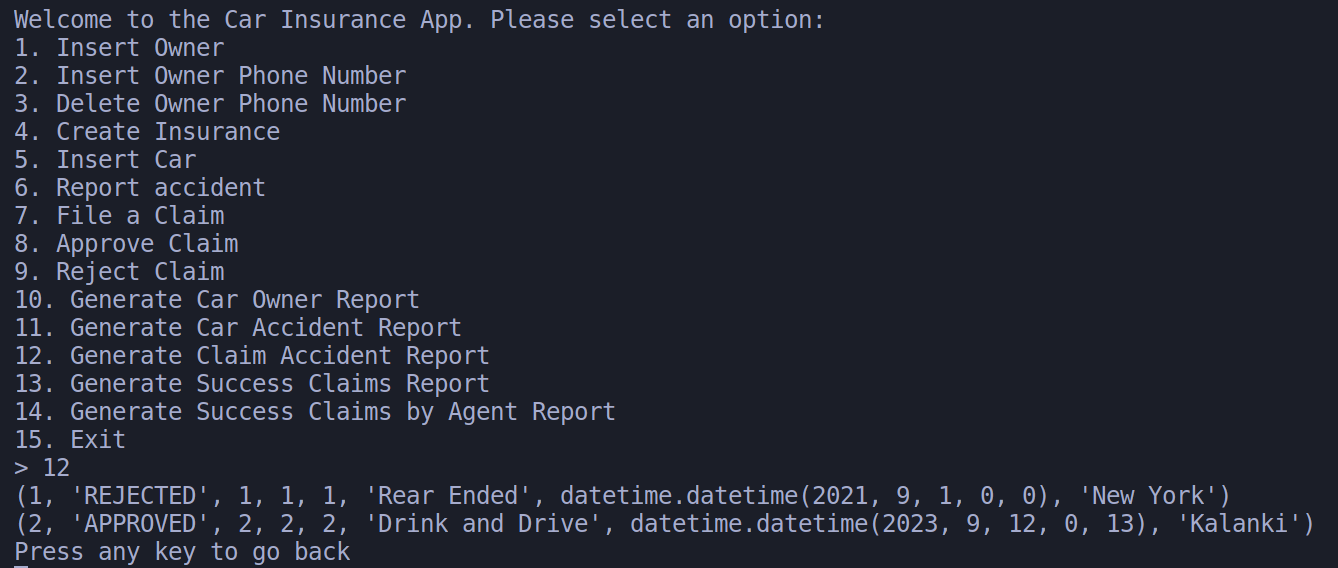 Welcome to the Car Insurance App. Please select an option:
1. Insert Owner
2. Insert Owner Phone Number
3. Delete Owner Phone Number
4. Create Insurance
5. Insert Car
6. Report accident
7. File a Claim
8. Approve Claim
9. Reject Claim
10. Generate Car Owner Report
11. Generate Car Accident Report
12. Generate Claim Accident Report
13. Generate Success Claims Report
14. Generate Success Claims by Agent Report
15. Exit
> 12
(1, 'REJECTED', 1, 1, 1, 'Rear Ended', datetime.datetime(2021, 9, 1, 0, 0), 'New York')
(2, 'APPROVED', 2, 2, 2, 'Drink and Drive', datetime.datetime(2023, 9, 12, 0, 13), 'Kalanki')
Press any key to go back